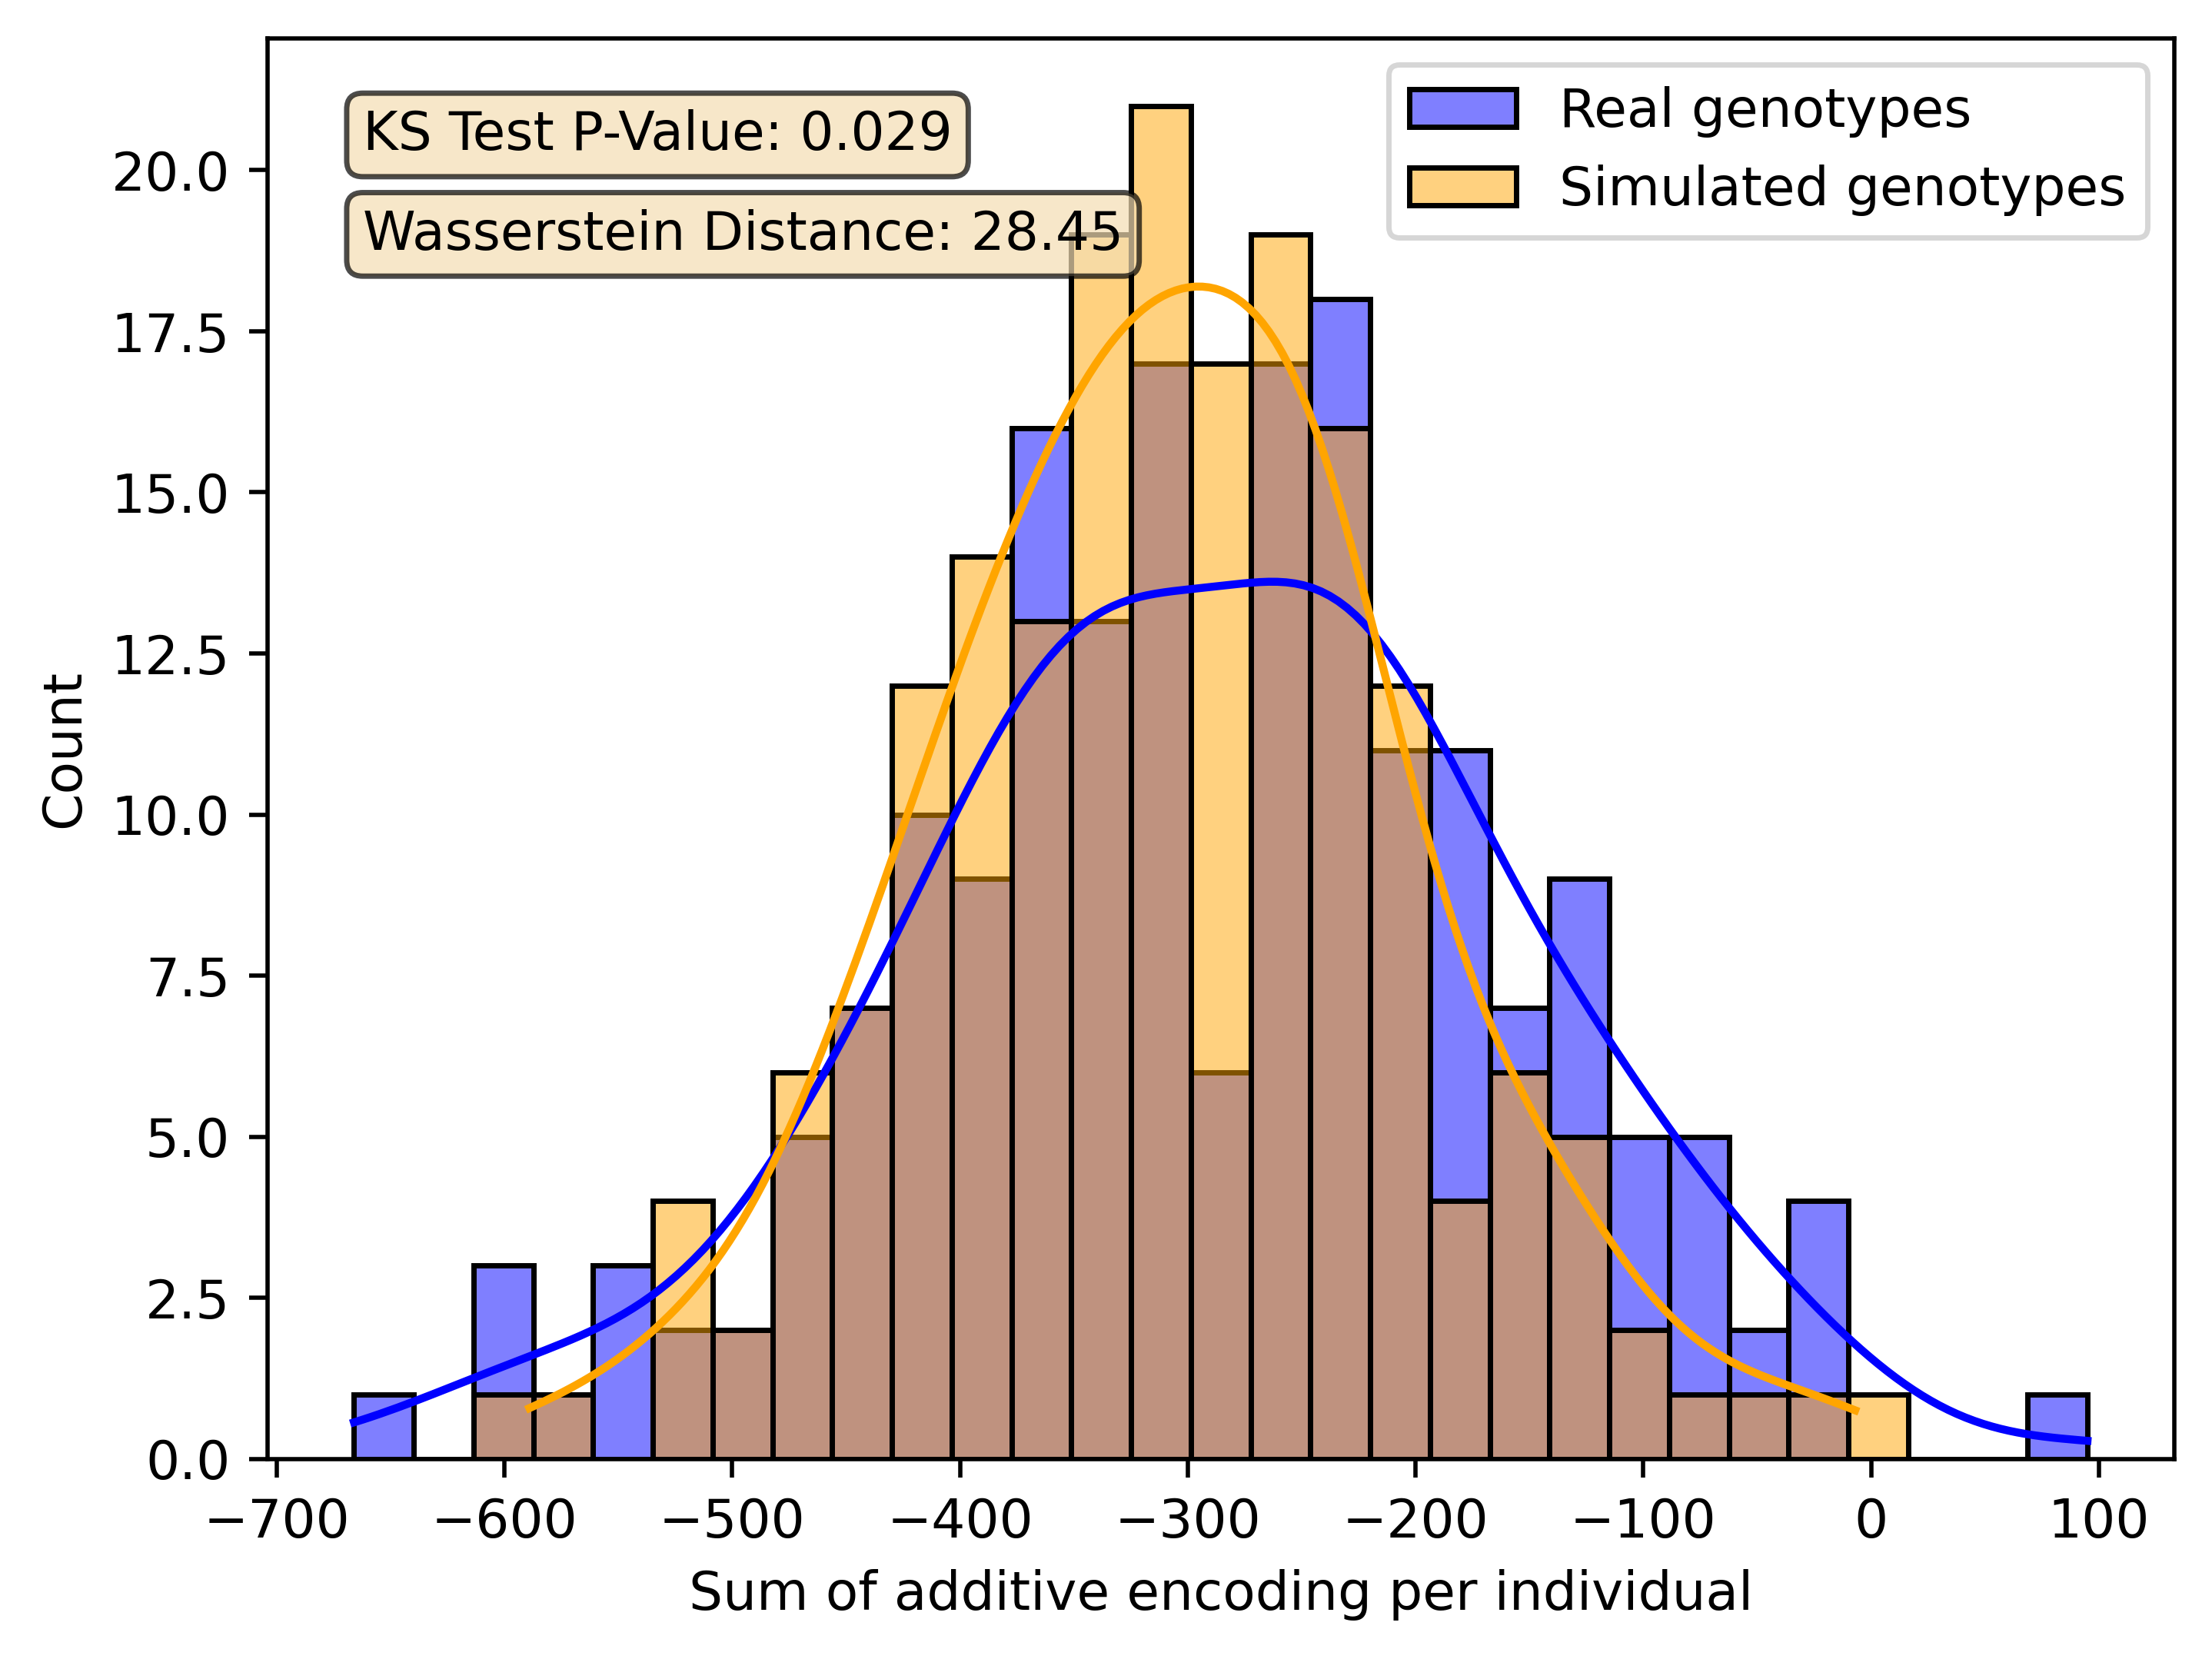 KS Test P-Value: 0.029
Wasserstein Distance: 28.45
Real genotypes
Simulated genotypes
Count
20.0
17.5
15.0
12.5
10.0
7.5
5.0
2.5
0.0
−700 −600 −500 −400 −300 −200 −100 0 100
Sum of additive encoding per individual